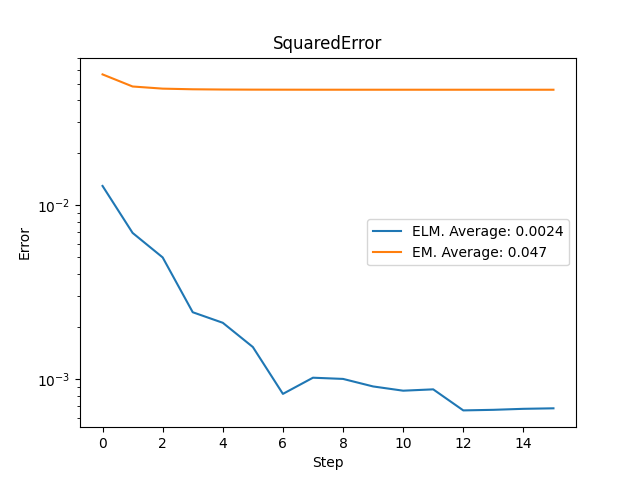 SquaredError
Error
10⁻²
10⁻³
ELM. Average: 0.0024
EM. Average: 0.047
0 2 4 6 8 10 12 14
Step